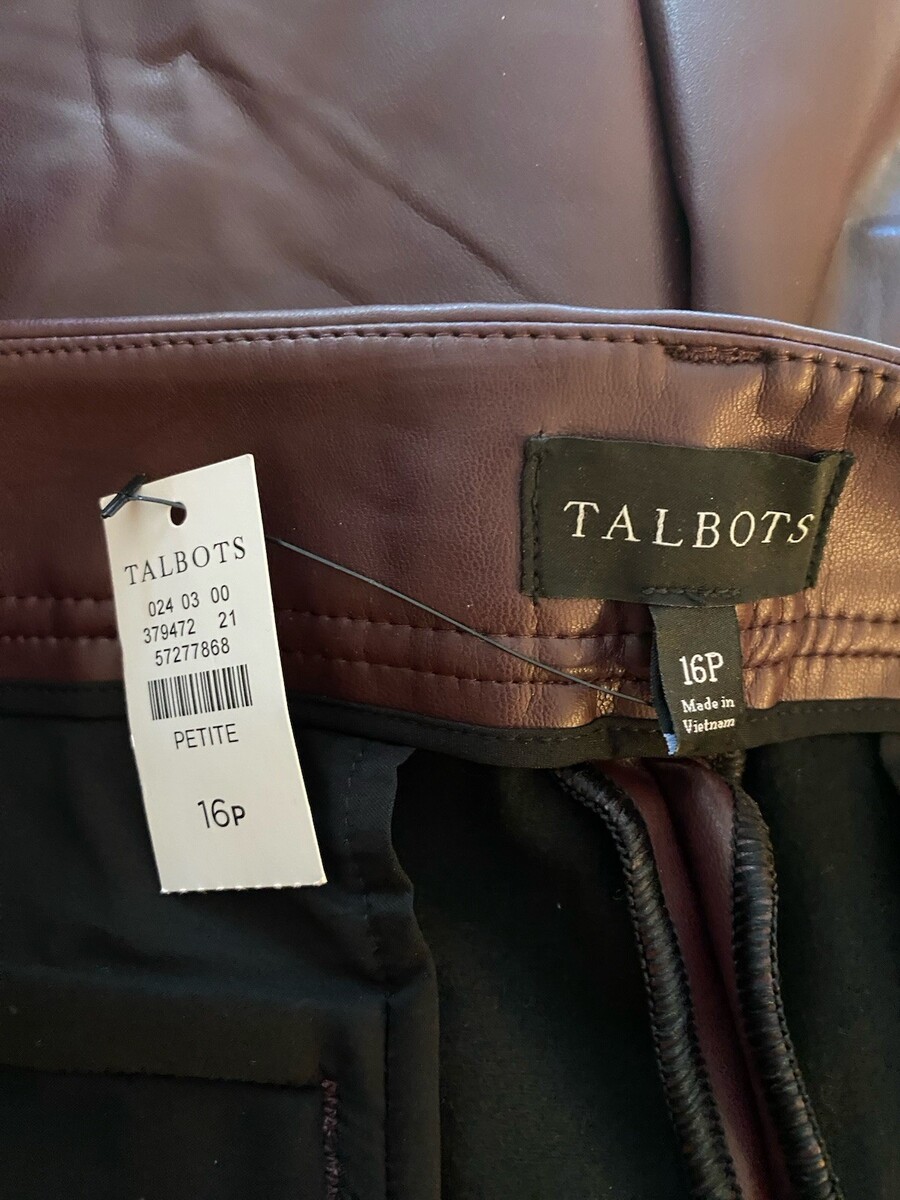 TALBOTS
024 03 00
379472 21
57277868
PETITE
16P
TALBOTS
16P
Made in
Vietnam